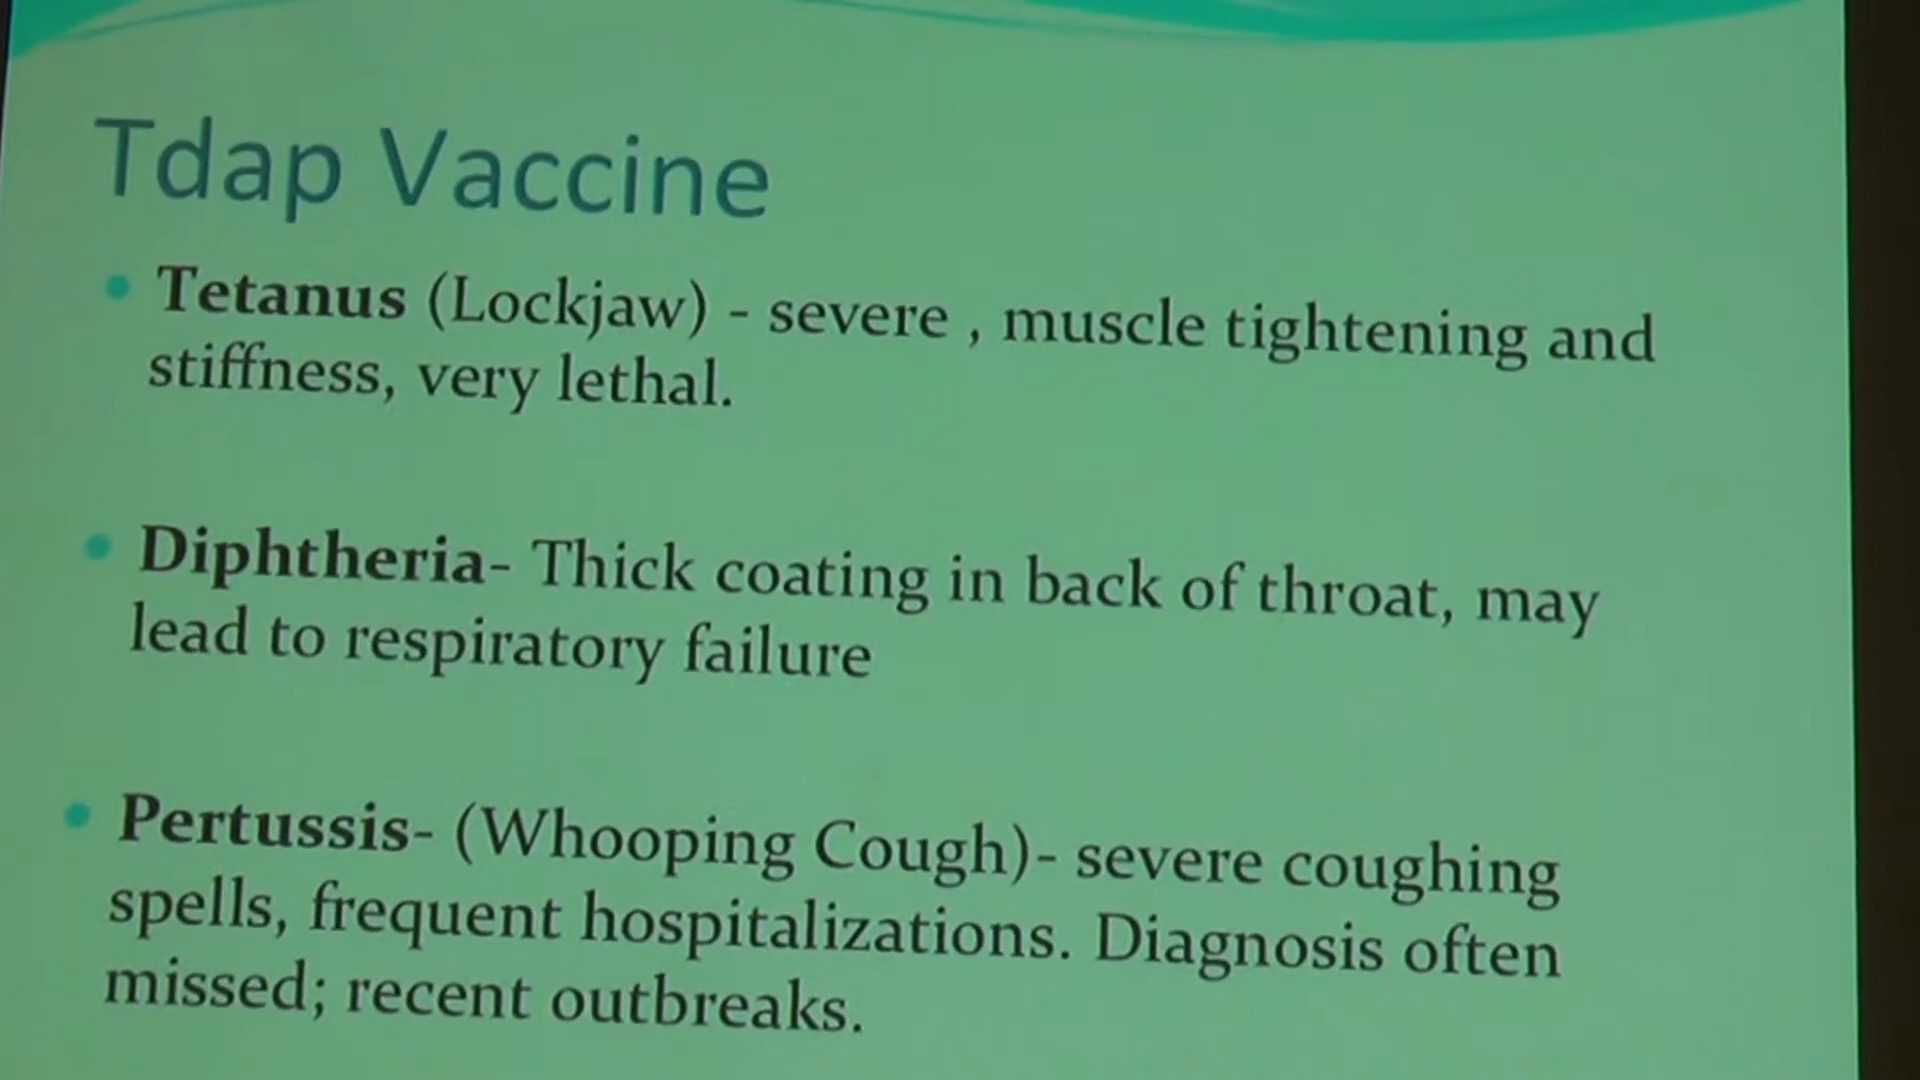 Tdap Vaccine
• Tetanus (Lockjaw) - severe , muscle tightening and
stiffness, very lethal.
• Diphtheria- Thick coating in back of throat, may
lead to respiratory failure
• Pertussis- (Whooping Cough)- severe coughing
spells, frequent hospitalizations. Diagnosis often
missed; recent outbreaks.